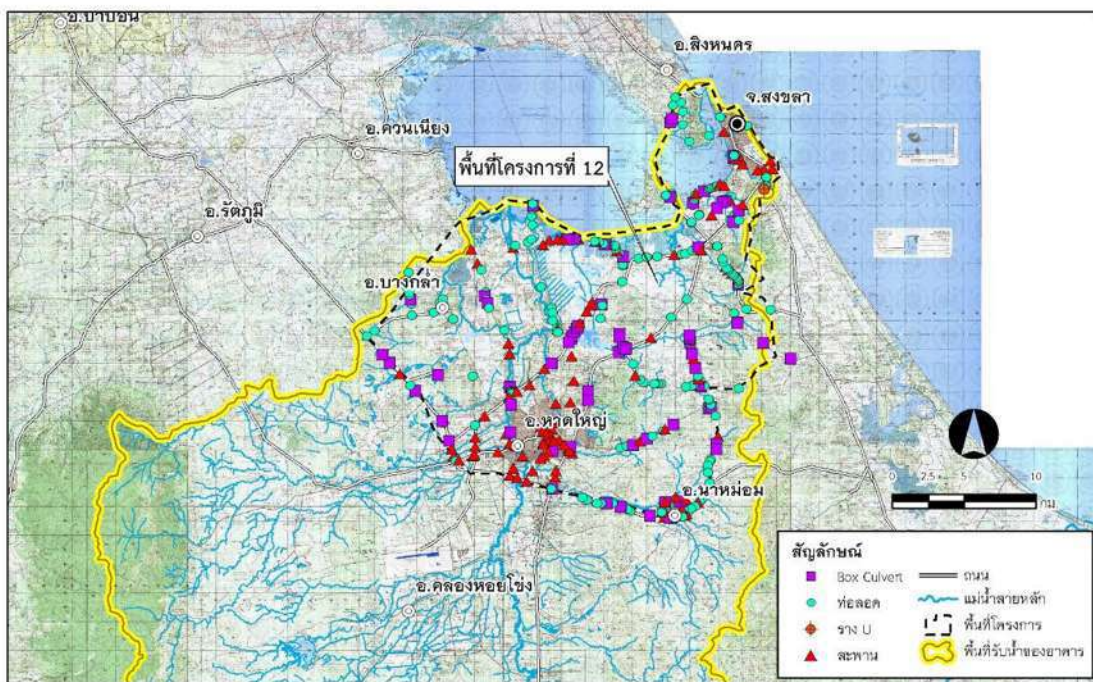 อ.ป่าบอน
อ.สิงหนคร
จ.สงขลา
อ.ควนเนียง
พื้นที่โครงการที่ 12
อ.รัตภูมิ
อ.บางกล่ำ
อ.หาดใหญ่
อ.นาหม่อม
อ.คลองหอยโข่ง
0 2.5 5 10
กม
สัญลักษณ์
Box Culvert
ท่อลอด
ราง U
สะพาน
ถนน
แม่น้ำสายหลัก
พื้นที่โครงการ
พื้นที่รับน้ำของอาคาร